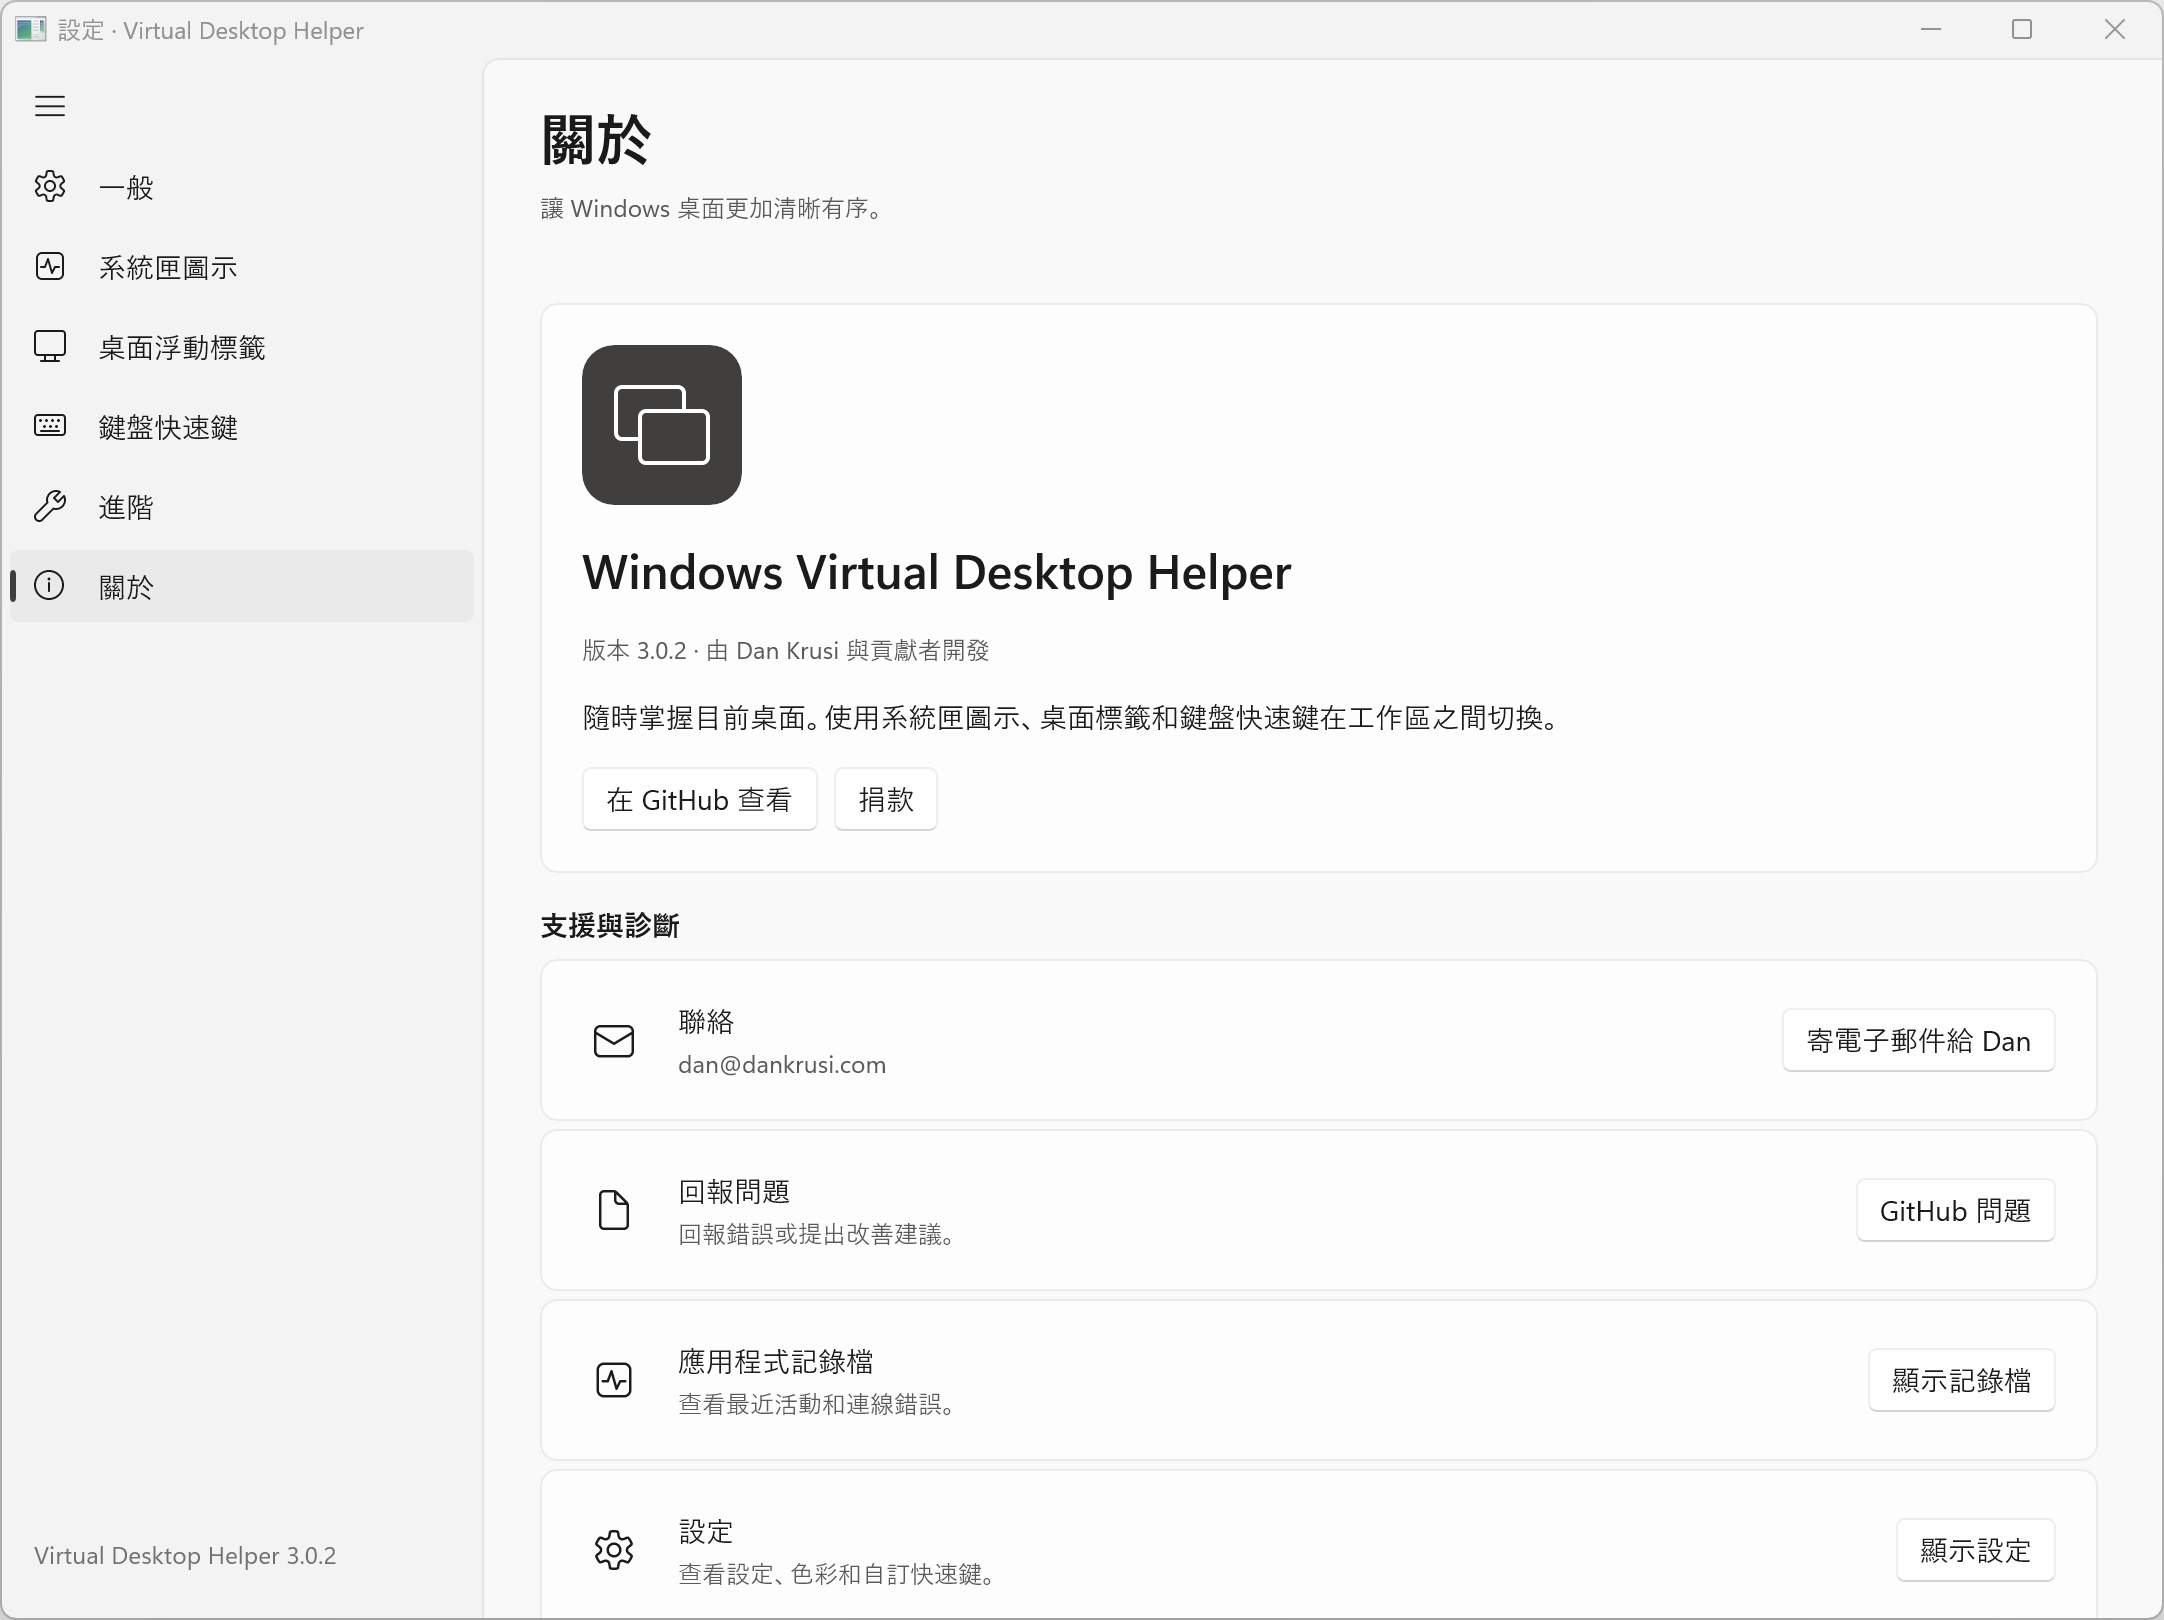 設定 · Virtual Desktop Helper
一般
系統匣圖示
桌面浮動標籤
鍵盤快速鍵
進階
關於
Virtual Desktop Helper 3.0.2
關於
讓 Windows 桌面更加清晰有序。
Windows Virtual Desktop Helper
版本 3.0.2 · 由 Dan Krusi 與貢獻者開發
隨時掌握目前桌面。使用系統匣圖示、桌面標籤和鍵盤快速鍵在工作區之間切換。
在 GitHub 查看
捐款
支援與診斷
聯絡
dan@dankrusi.com
寄電子郵件給 Dan
回報問題
回報錯誤或提出改善建議。
GitHub 問題
應用程式記錄檔
查看最近活動和連線錯誤。
顯示記錄檔
設定
查看設定、色彩和自訂快速鍵。
顯示設定